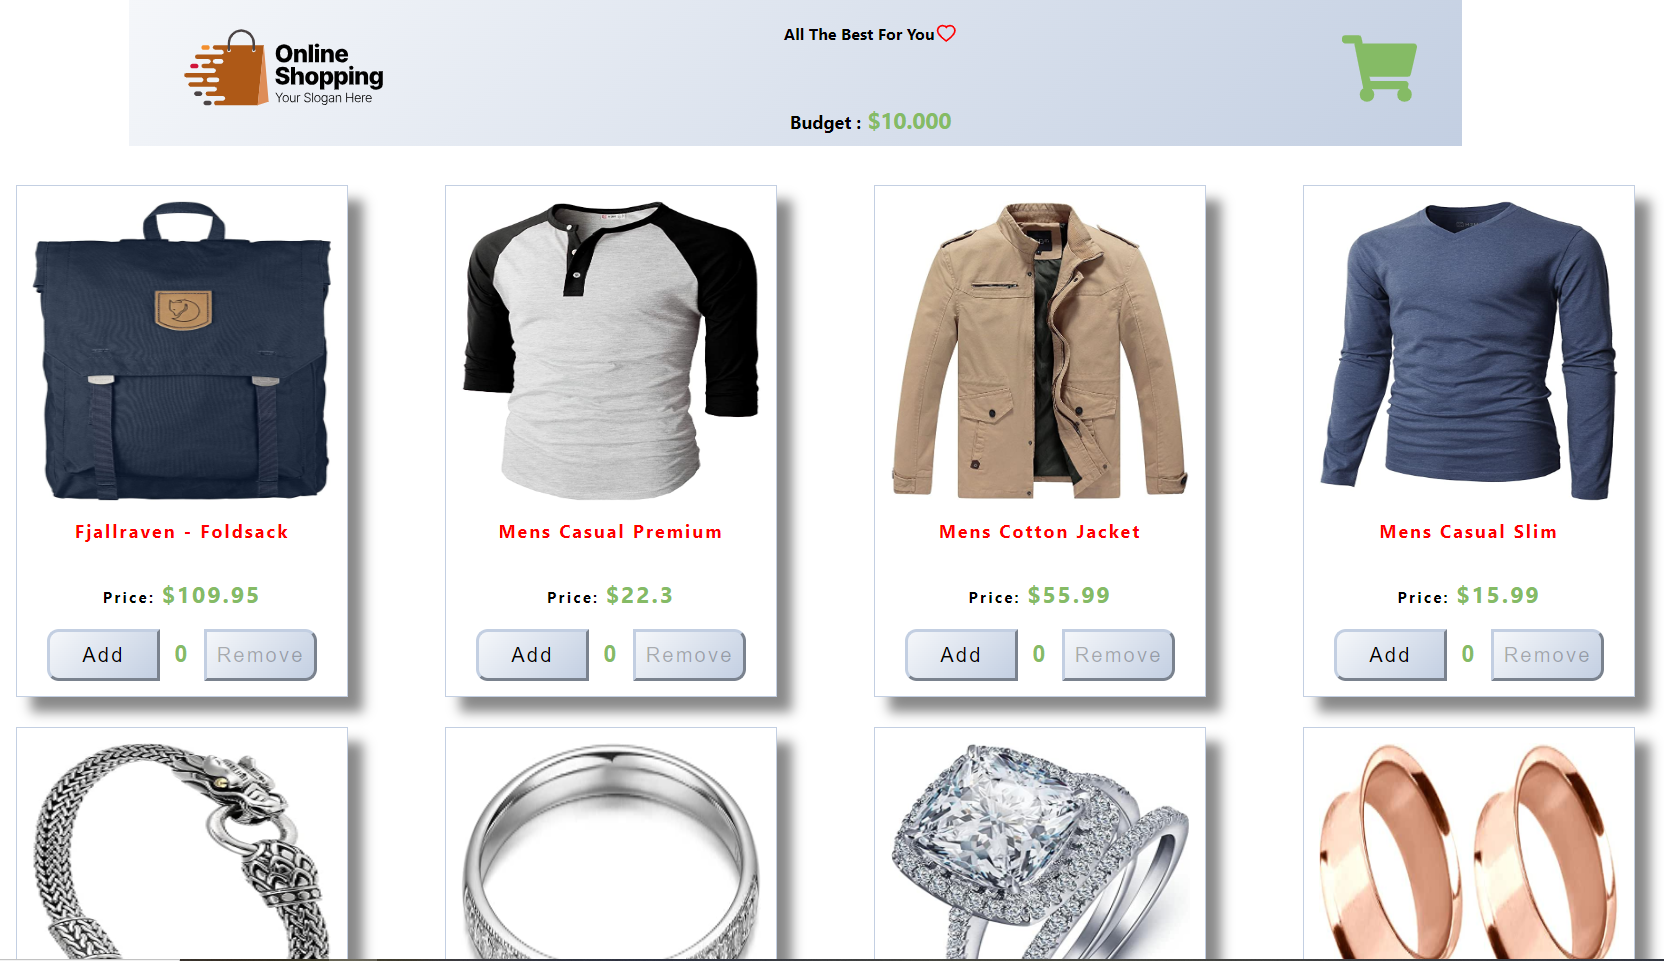 All The Best For You
Online
Shopping
Your Slogan Here
Budget : $10.000
Fjallraven - Foldsack
Price: $109.95
Add 0 Remove
Mens Casual Premium
Price: $22.3
Add 0 Remove
Mens Cotton Jacket
Price: $55.99
Add 0 Remove
Mens Casual Slim
Price: $15.99
Add 0 Remove